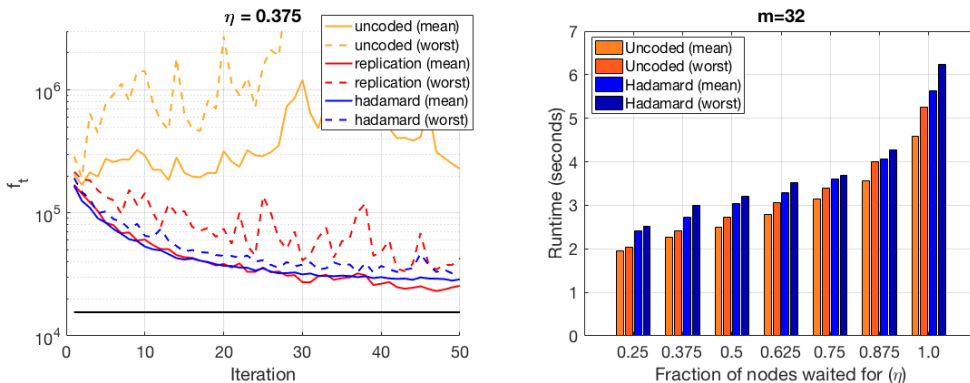 η = 0.375
10^6
10^5
10^4
f_t
0 10 20 30 40 50
Iteration
uncoded (mean)
uncoded (worst)
replication (mean)
replication (worst)
hadamard (mean)
hadamard (worst)
m=32
7
6
5
4
3
2
1
0
Runtime (seconds)
Uncoded (mean)
Uncoded (worst)
Hadamard (mean)
Hadamard (worst)
0.25 0.375 0.5 0.625 0.75 0.875 1.0
Fraction of nodes waited for (η)